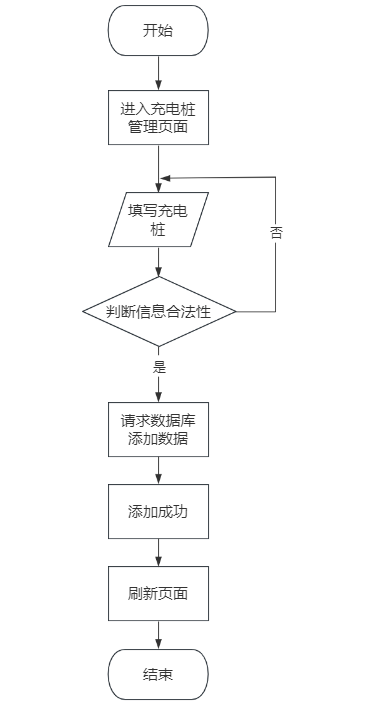 开始
进入充电桩
管理页面
填写充电
桩
否
判断信息合法性
是
请求数据库
添加数据
添加成功
刷新页面
结束